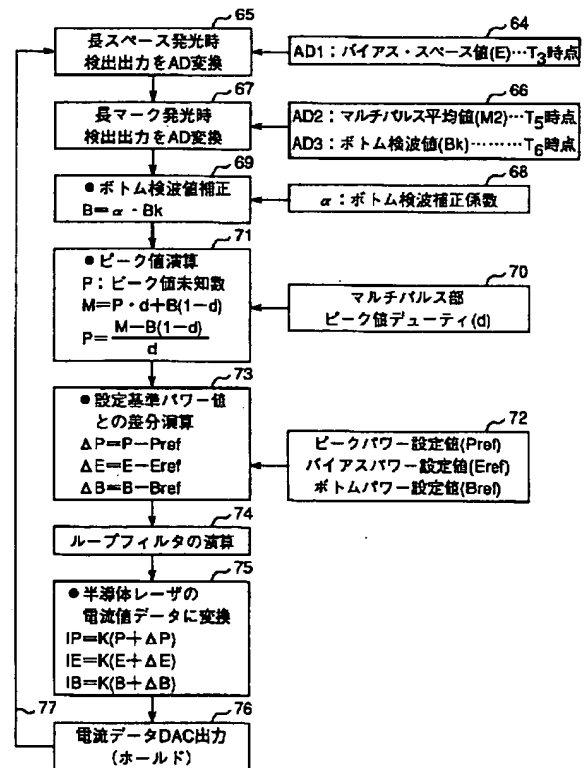 65
長スペース発光時
検出出力をAD変換
64
AD1：バイアス・スペース値(E)…T3時点
67
長マーク発光時
検出出力をAD変換
66
AD2：マルチパルス平均値(M2)…T5時点
AD3：ボトム検波値(Bk)………T6時点
69
●ボトム検波値補正
B=α・Bk
68
α：ボトム検波補正係数
71
●ピーク値演算
P：ピーク値未知数
M=P・d+B(1-d)
P=
M-B(1-d)
d
70
マルチパルス部
ピーク値デューティ(d)
73
●設定基準パワー値
との差分演算
ΔP=P-Pref
ΔE=E-Eref
ΔB=B-Bref
72
ピークパワー設定値(Pref)
バイアスパワー設定値(Eref)
ボトムパワー設定値(Bref)
74
ループフィルタの演算
75
●半導体レーザの
電流値データに変換
IP=K(P+ΔP)
IE=K(E+ΔE)
IB=K(B+ΔB)
77
76
電流データDAC出力
(ホールド)